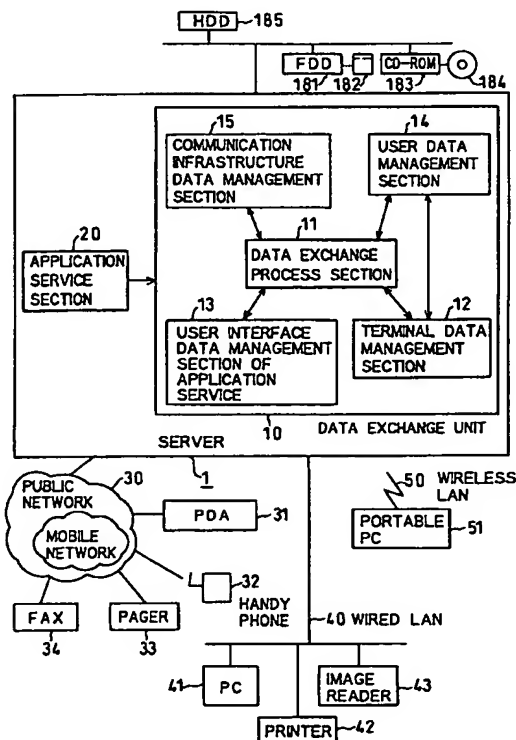 HDD 185
FDD CD-ROM
181 182 183 184
15
COMMUNICATION
INFRASTRUCTURE
DATA MANAGEMENT
SECTION
14
USER DATA
MANAGEMENT
SECTION
20
APPLICATION
SERVICE
SECTION
11
DATA EXCHANGE
PROCESS SECTION
13
USER INTERFACE
DATA MANAGEMENT
SECTION OF
APPLICATION
SERVICE
12
TERMINAL DATA
MANAGEMENT
SECTION
10 DATA EXCHANGE UNIT
SERVER
1
30
PUBLIC
NETWORK
MOBILE
NETWORK
PDA 31
50 WIRELESS
LAN
PORTABLE
PC 51
32
HANDY
PHONE
FAX
34
PAGER
33
40 WIRED LAN
41 PC
IMAGE
READER 43
PRINTER 42